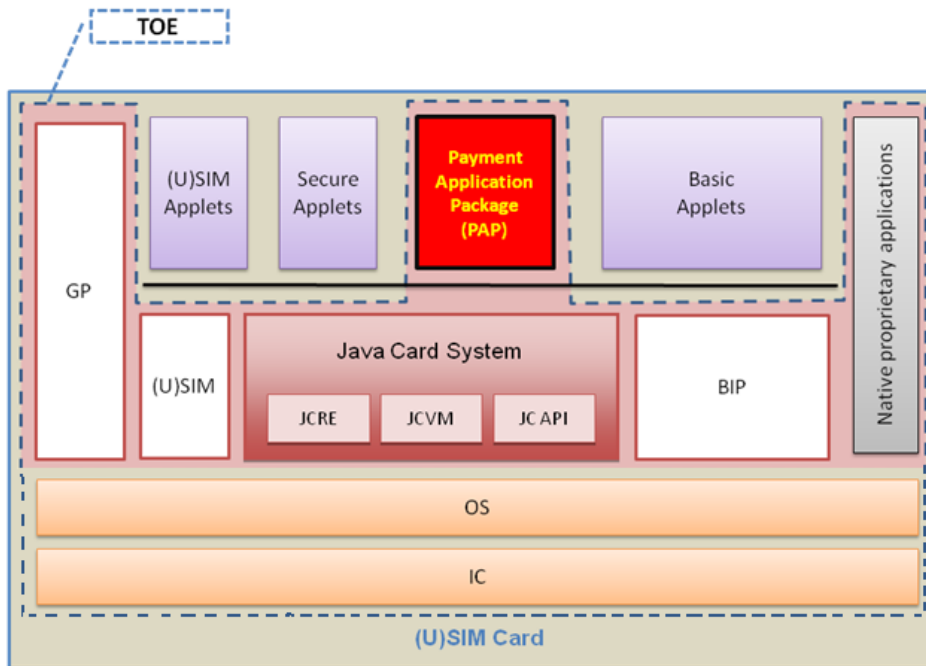 TOE
GP
(U)SIM
Applets
Secure
Applets
Payment
Application
Package
(PAP)
Basic
Applets
Native proprietary applications
(U)SIM
Java Card System
JCRE
JCVM
JC API
BIP
OS
IC
(U)SIM Card